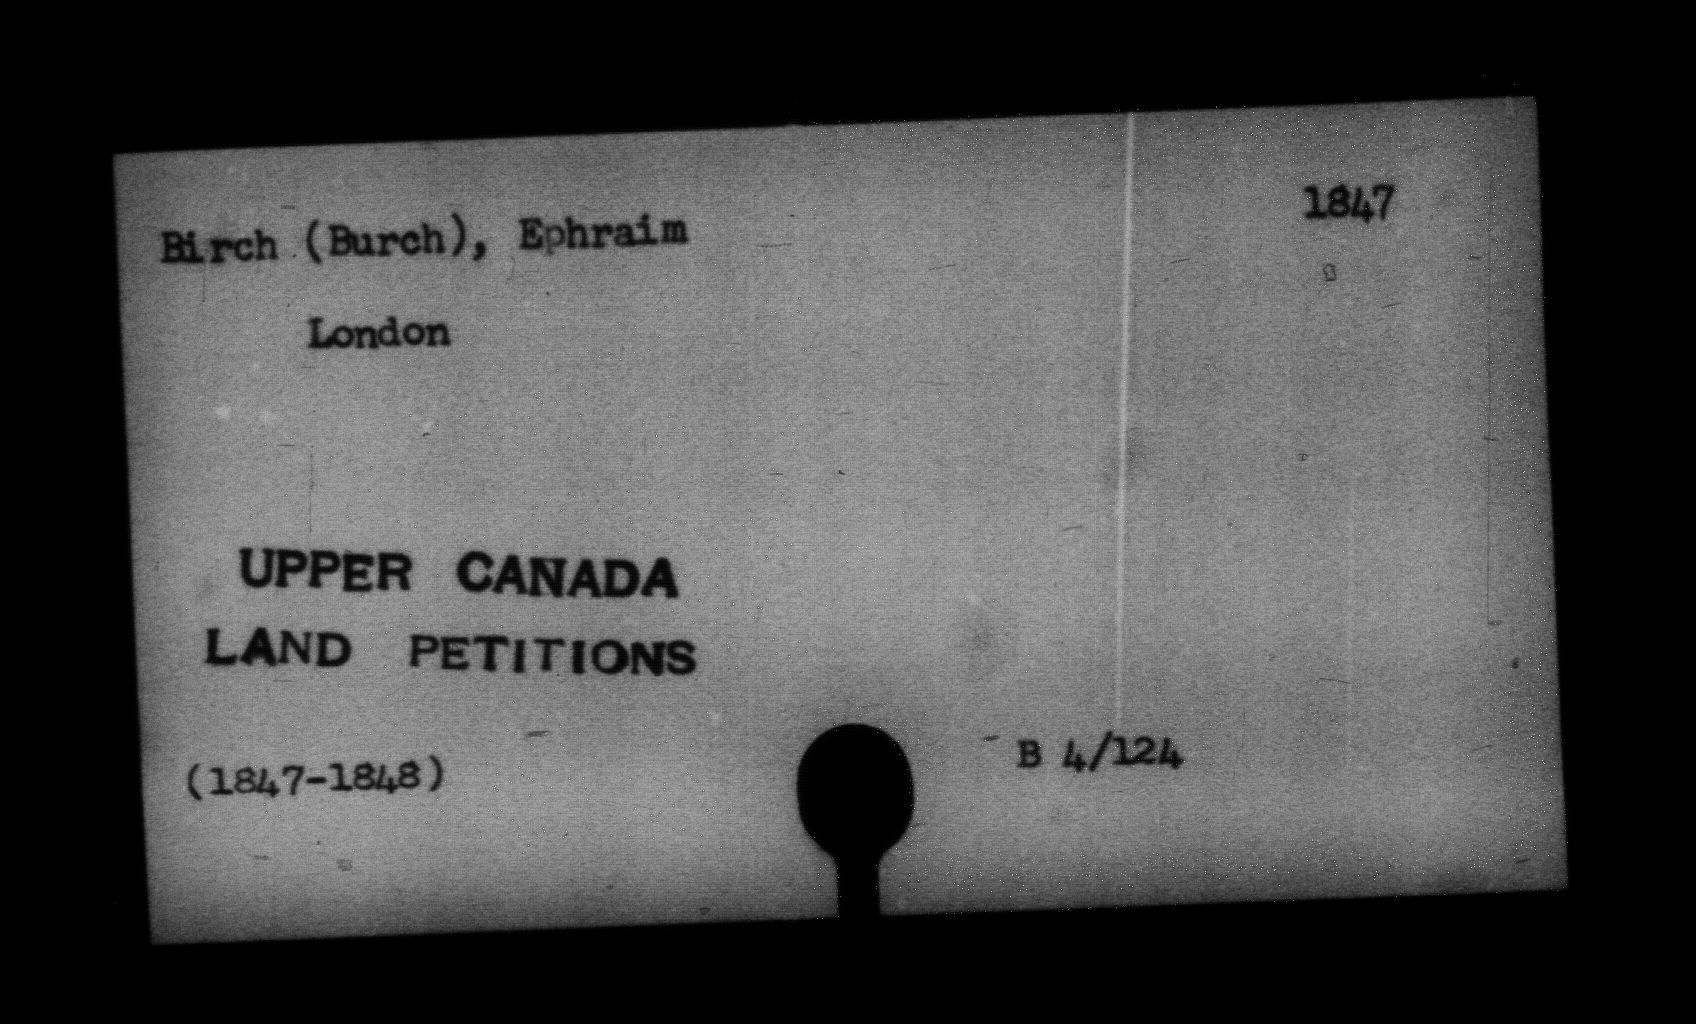 Birch (Burch), Ephraim
1847
London
UPPER CANADA
LAND PETITIONS
(1847-1848)
B 4/124